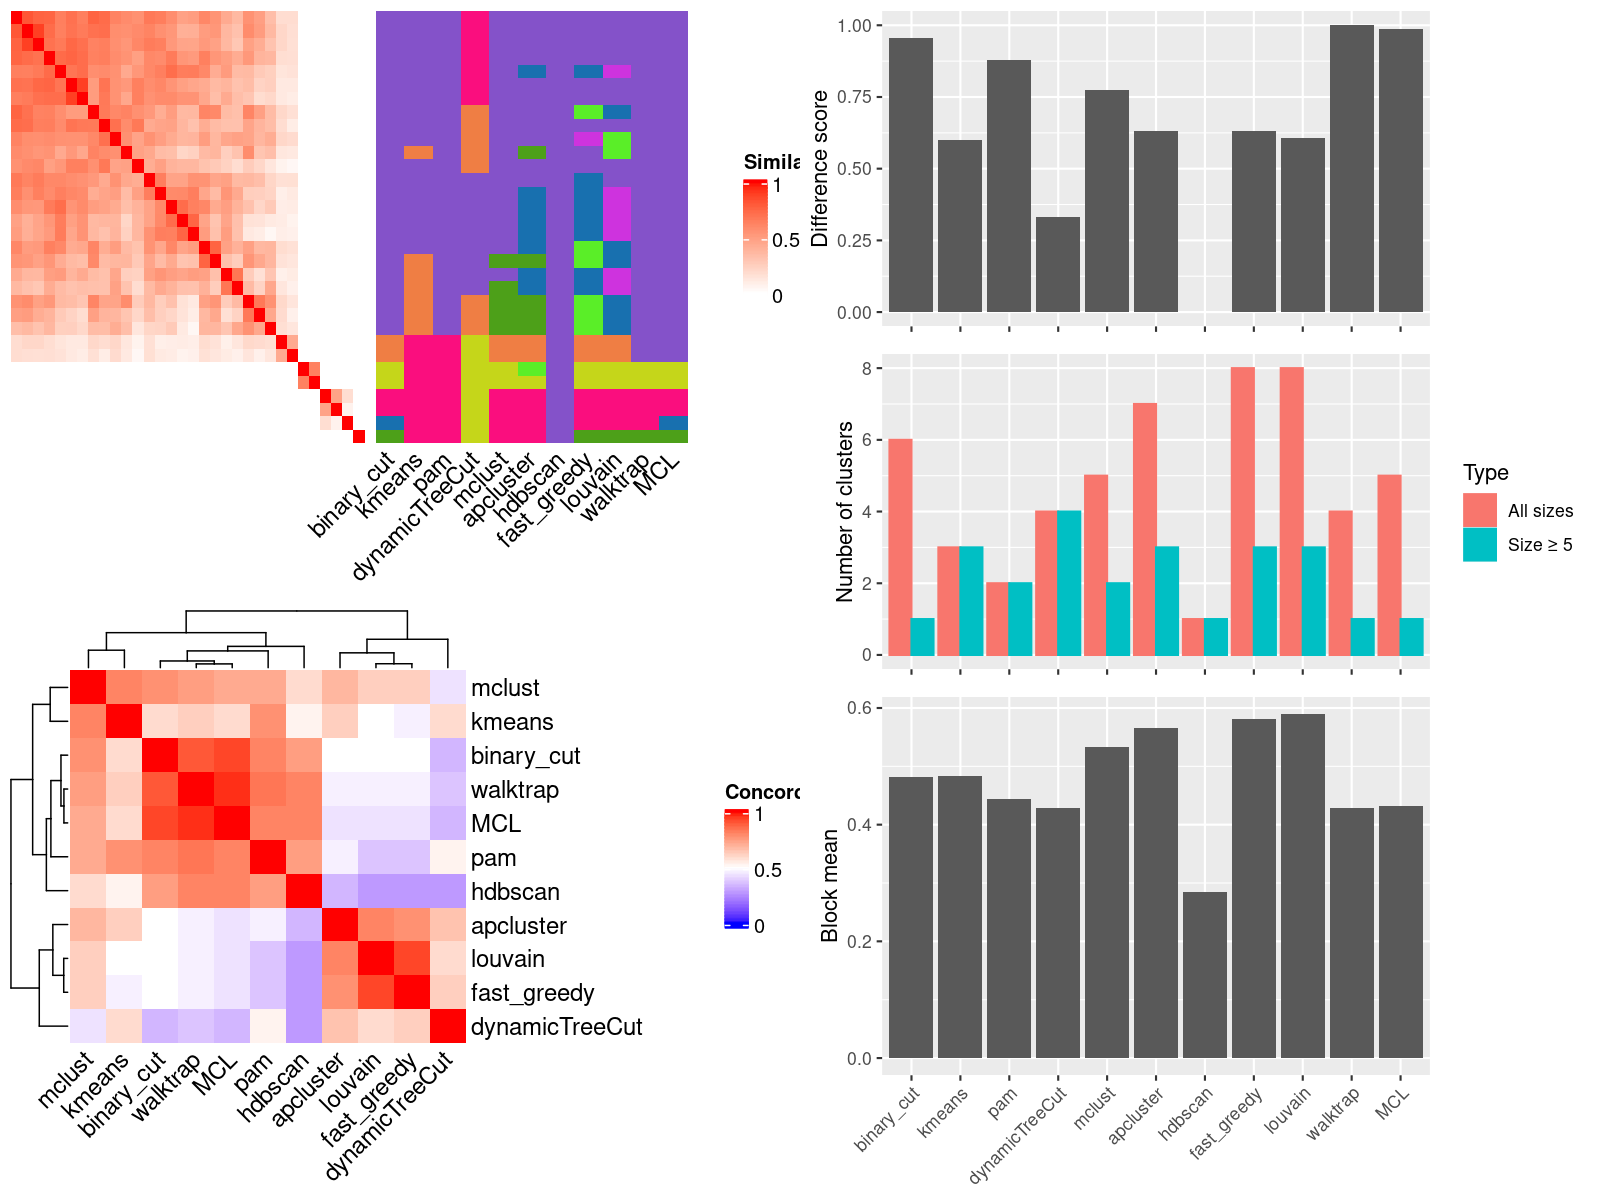 Simila
1
0.5
0
binary_cut
kmeans
pam
dynamicTreeCut
mclust
apcluster
hdbscan
fast_greedy
louvain
walktrap
MCL
mclust
kmeans
binary_cut
walktrap
MCL
pam
hdbscan
apcluster
louvain
fast_greedy
dynamicTreeCut
mclust
kmeans
binary_cut
walktrap
MCL
pam
hdbscan
apcluster
louvain
fast_greedy
dynamicTreeCut
Concord
1
0.5
0
Difference score
1.00
0.75
0.50
0.25
0.00
Number of clusters
8
6
4
2
0
Type
All sizes
Size ≥ 5
Block mean
0.6
0.4
0.2
0.0
binary_cut
kmeans
pam
dynamicTreeCut
mclust
apcluster
hdbscan
fast_greedy
louvain
walktrap
MCL